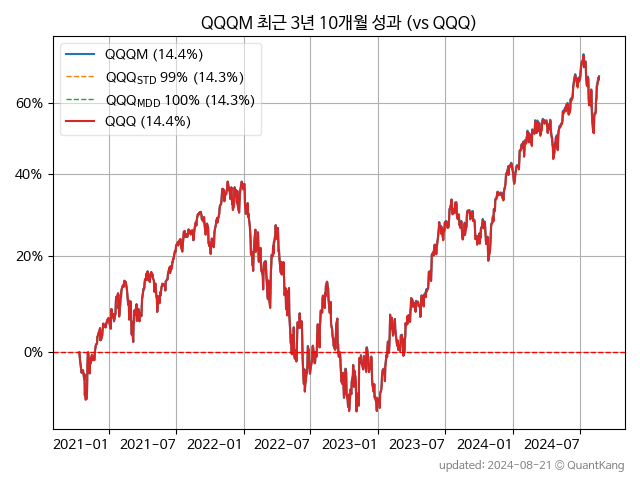 QQQM 최근 3년 10개월 성과 (vs QQQ)
QQQM (14.4%)
QQQSTD 99% (14.3%)
QQQMDD 100% (14.3%)
QQQ (14.4%)
60%
40%
20%
0%
2021-01 2021-07 2022-01 2022-07 2023-01 2023-07 2024-01 2024-07
updated: 2024-08-21 © QuantKang